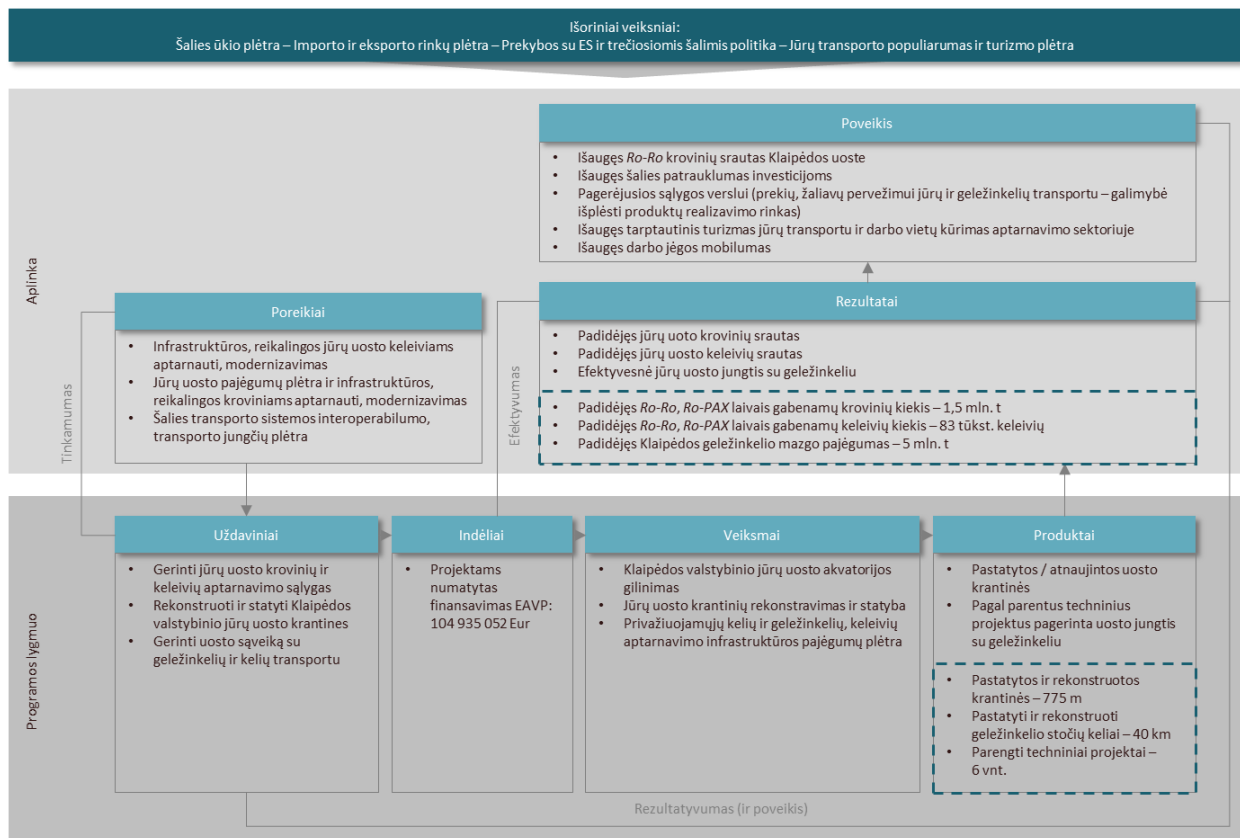 Išoriniai veiksniai:
Šalies ūkio plėtra – Importo ir eksporto rinkų plėtra – Prekybos su ES ir trečiosiomis šalimis politika – Jūrų transporto populiarumas ir turizmo plėtra
Aplinka
Poveikis
• Išaugęs Ro-Ro krovinių srautas Klaipėdos uoste
• Išaugęs šalies patrauklumas investicijoms
• Pagerėjusios sąlygos verslui (prekių, žaliavų pervežimui jūrų ir geležinkelių transportu – galimybė
išplėsti produktų realizavimo rinkas)
• Išaugęs tarptautinis turizmas jūrų transportu ir darbo vietų kūrimas aptarnavimo sektoriuje
• Išaugęs darbo jėgos mobilumas
Tinkamumas
Poreikiai
• Infrastruktūros, reikalingos jūrų uosto keleiviams
aptarnauti, modernizavimas
• Jūrų uosto pajėgumų plėtra ir infrastruktūros,
reikalingos kroviniams aptarnauti, modernizavimas
• Šalies transporto sistemos interoperabilumo,
transporto jungčių plėtra
Efektyvumas
Rezultatai
• Padidėjęs jūrų uoto krovinių srautas
• Padidėjęs jūrų uosto keleivių srautas
• Efektyvesnė jūrų uosto jungtis su geležinkeliu
• Padidėjęs Ro-Ro, Ro-PAX laivais gabenamų krovinių kiekis – 1,5 mln. t
• Padidėjęs Ro-Ro, Ro-PAX laivais gabenamų keleivių kiekis – 83 tūkst. keleivių
• Padidėjęs Klaipėdos geležinkelio mazgo pajėgumas – 5 mln. t
Programos lygmuo
Uždaviniai
• Gerinti jūrų uosto krovinių ir
keleivių aptarnavimo sąlygas
• Rekonstruoti ir statyti Klaipėdos
valstybinio jūrų uosto krantines
• Gerinti uosto sąveiką su
geležinkelių ir kelių transportu
Indėliai
• Projektams
numatytas
finansavimas EAVP:
104 935 052 Eur
Veiksmai
• Klaipėdos valstybinio jūrų uosto akvatorijos
gilinimas
• Jūrų uosto krantinių rekonstravimas ir statyba
• Privažiuojamųjų kelių ir geležinkelių, keleivių
aptarnavimo infrastruktūros pajėgumų plėtra
Produktai
• Pastatytos / atnaujintos uosto
krantinės
• Pagal parentus techninius
projektus pagerinta uosto jungtis
su geležinkeliu
• Pastatytos ir rekonstruotos
krantinės – 775 m
• Pastatyti ir rekonstruoti
geležinkelio stočių keliai – 40 km
• Parengti techniniai projektai –
6 vnt.
Rezultatyvumas (ir poveikis)